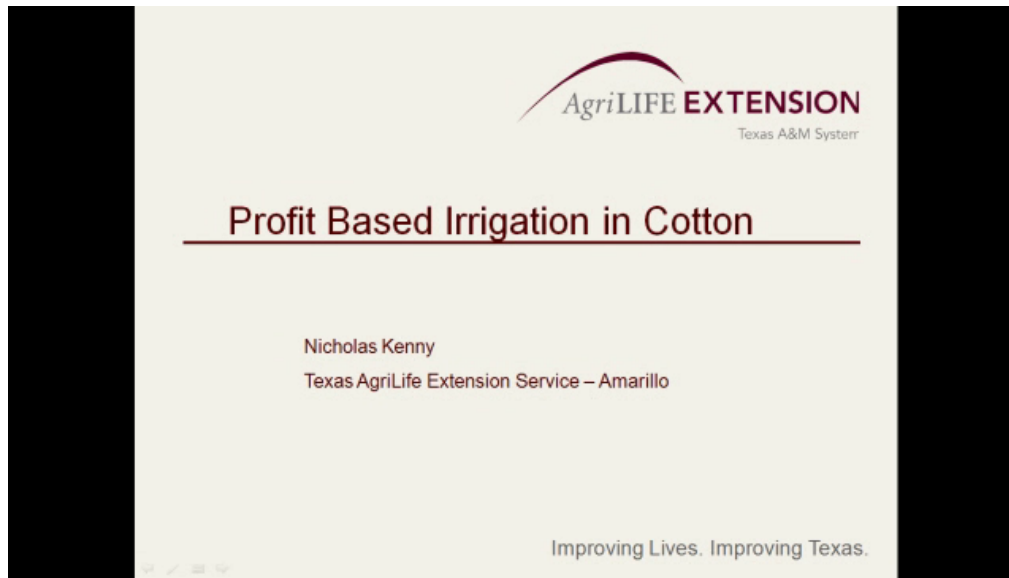 AgriLIFE EXTENSION
Texas A&M System
Profit Based Irrigation in Cotton
Nicholas Kenny
Texas AgriLife Extension Service – Amarillo
Improving Lives. Improving Texas.